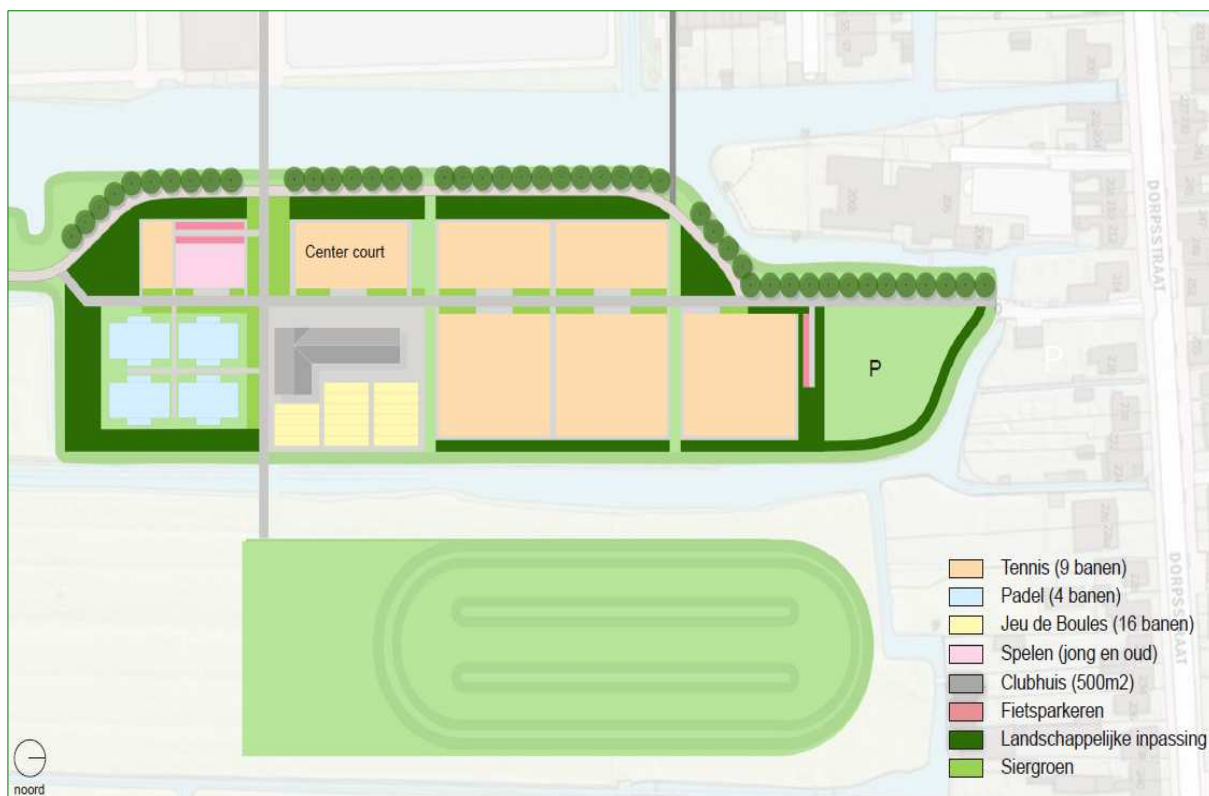 Center court
P
P
DORPSSTRAAT
DORPSSTRAAT
Tennis (9 banen)
Padel (4 banen)
Jeu de Boules (16 banen)
Spelen (jong en oud)
Clubhuis (500m2)
Fietsparkeren
Landschappelijke inpassing
Siergroen
noord